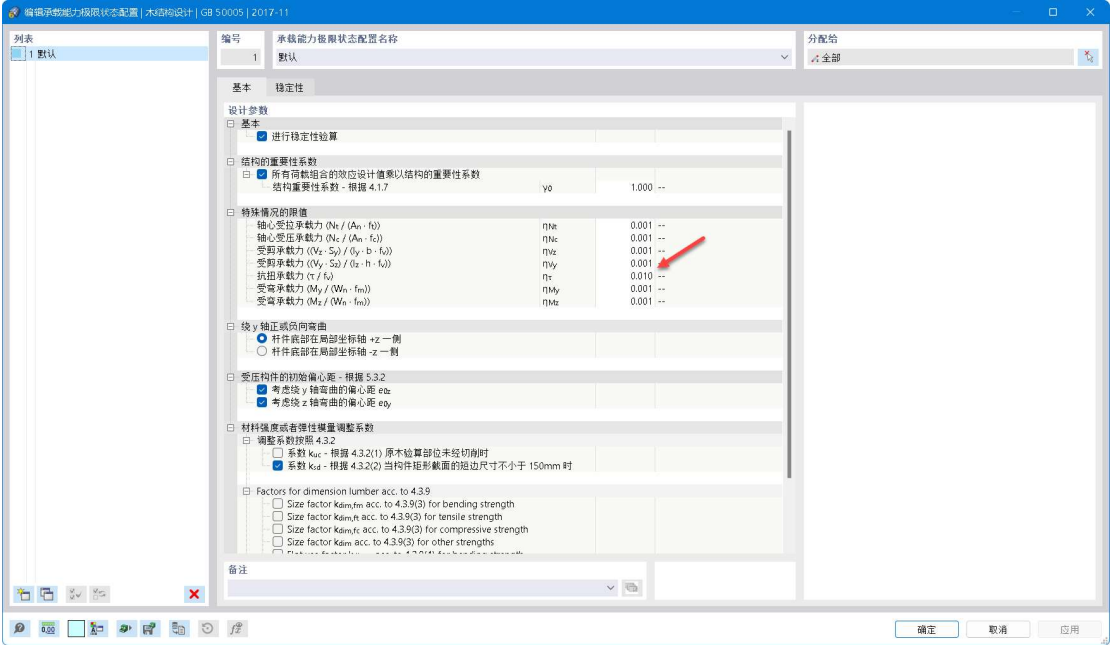 编辑承载能力极限状态配置 | 木结构设计 | GB 50005 | 2017-11
列表
1 默认
编号
1
承载能力极限状态配置名称
默认
分配给
全部
基本
稳定性
设计参数
基本
进行稳定性验算
结构的重要性系数
所有荷载组合的效应设计值乘以结构的重要性系数
结构重要性系数 - 根据 4.1.7 γ0 1.000 --
特殊情况的限值
轴心受拉承载力 (Nt / (An · ft)) ηNt 0.001 --
轴心受压承载力 (Nc / (An · fc)) ηNc 0.001 --
受剪承载力 ((Vz · Sy) / (Iy · b · fv)) ηVz 0.001 --
受剪承载力 ((Vy · Sz) / (Iz · h · fv)) ηVy 0.001 --
抗扭承载力 (τ / fv) ητ 0.010 --
受弯承载力 (My / (Wn · fm)) ηMy 0.001 --
受弯承载力 (Mz / (Wn · fm)) ηMz 0.001 --
绕 y 轴正或负向弯曲
杆件底部在局部坐标轴 +z 一侧
杆件底部在局部坐标轴 -z 一侧
受压构件的初始偏心距 - 根据 5.3.2
考虑绕 y 轴弯曲的偏心距 e0z
考虑绕 z 轴弯曲的偏心距 e0y
材料强度或者弹性模量调整系数
调整系数按照 4.3.2
系数 kuc - 根据 4.3.2(1) 原木验算部位未经切削时
系数 ksd - 根据 4.3.2(2) 当构件矩形截面的短边尺寸不小于 150mm 时
Factors for dimension lumber acc. to 4.3.9
Size factor kdim,fm acc. to 4.3.9(3) for bending strength
Size factor kdim,ft acc. to 4.3.9(3) for tensile strength
Size factor kdim,fc acc. to 4.3.9(3) for compressive strength
Size factor kdim acc. to 4.3.9(3) for other strengths
备注
0,00
确定
取消
应用